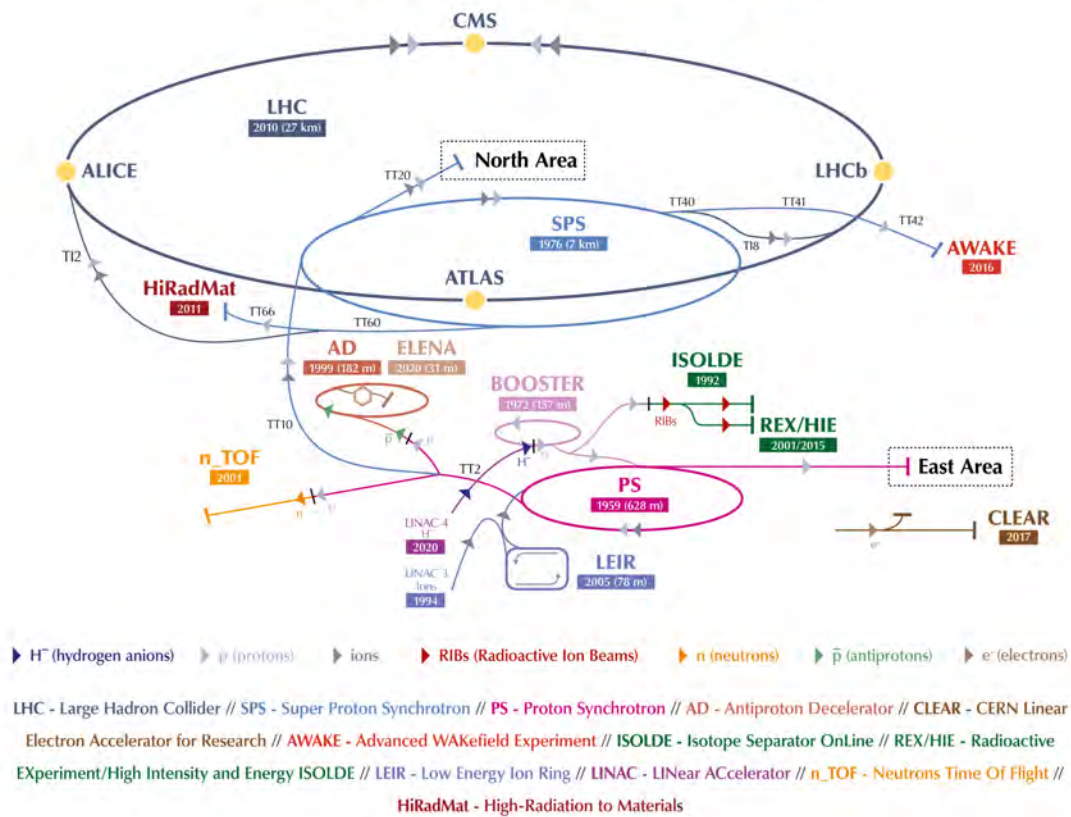 CMS
LHC
2010 (27 km)
North Area
ALICE
TT20
LHCb
SPS
1976 (7 km)
TT40
TT41
TT42
TI8
TI2
AWAKE
2016
ATLAS
HiRadMat
2011
TT66
TT60
AD
1999 (182 m)
ELENA
2020 (31 m)
ISOLDE
1992
BOOSTER
1972 (157 m)
RIBs
REX/HIE
2001/2015
TT10
p̅
p
TT2
H⁻
p
East Area
n_TOF
2001
n
p
PS
1959 (628 m)
LINAC 4
H⁻
2020
CLEAR
2017
e⁻
LINAC 3
Ions
1994
LEIR
2005 (78 m)
H⁻ (hydrogen anions) p (protons) ions RIBs (Radioactive Ion Beams) n (neutrons) p̅ (antiprotons) e⁻ (electrons)
LHC - Large Hadron Collider // SPS - Super Proton Synchrotron // PS - Proton Synchrotron // AD - Antiproton Decelerator // CLEAR - CERN Linear
Electron Accelerator for Research // AWAKE - Advanced WAKefield Experiment // ISOLDE - Isotope Separator OnLine // REX/HIE - Radioactive
EXperiment/High Intensity and Energy ISOLDE // LEIR - Low Energy Ion Ring // LINAC - LINear ACcelerator // n_TOF - Neutrons Time Of Flight //
HiRadMat - High-Radiation to Materials